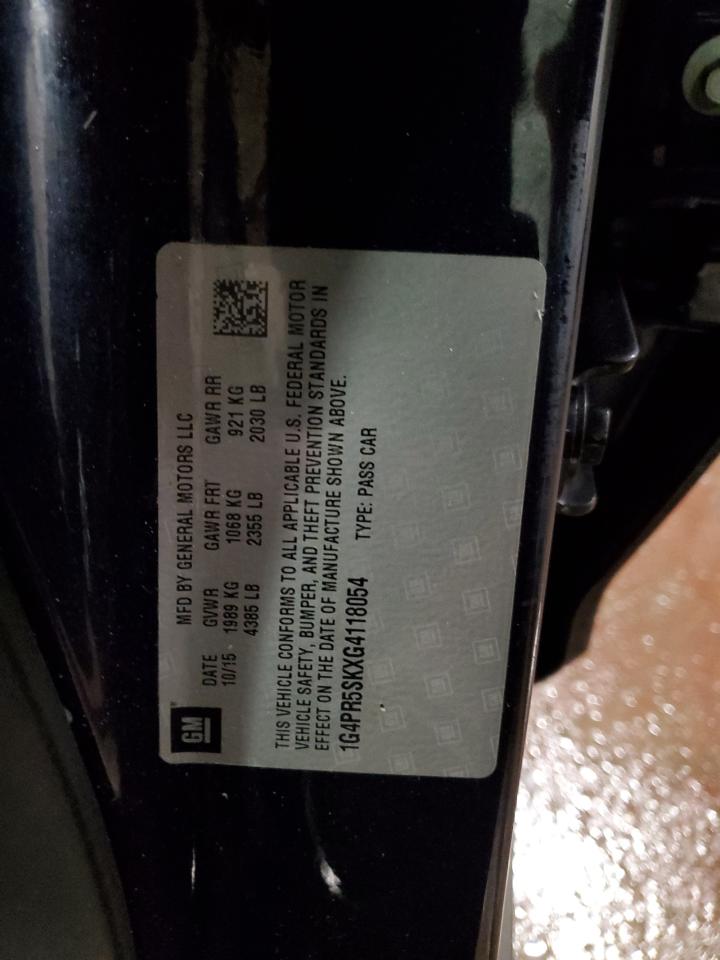 GM
MFD BY GENERAL MOTORS LLC
DATE GVWR GAWR FRT GAWR RR
10/15 1989 KG 1068 KG 921 KG
4385 LB 2355 LB 2030 LB
THIS VEHICLE CONFORMS TO ALL APPLICABLE U.S. FEDERAL MOTOR
VEHICLE SAFETY, BUMPER, AND THEFT PREVENTION STANDARDS IN
EFFECT ON THE DATE OF MANUFACTURE SHOWN ABOVE.
1G4PR5SKXG4118054 TYPE: PASS CAR